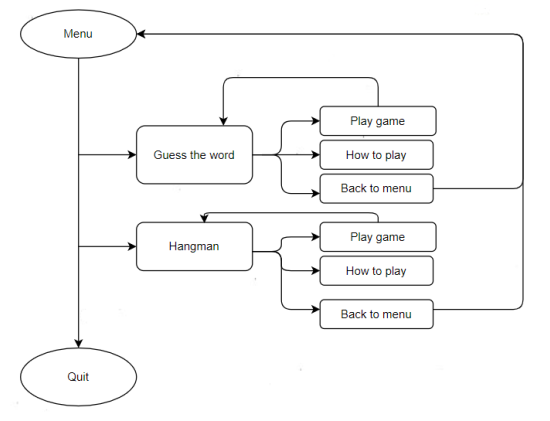 Menu
Play game
Guess the word
How to play
Back to menu
Play game
Hangman
How to play
Back to menu
Quit